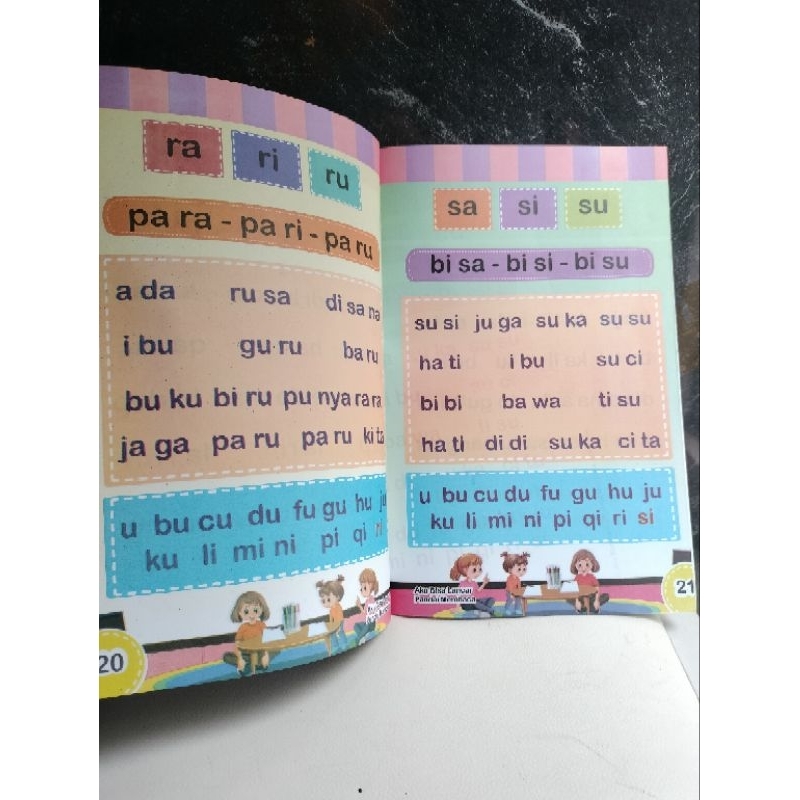 ra ri ru
pa ra - pa ri - pa ru
a da ru sa di sa na
i bu gu ru ba ru
bu ku bi ru pu nya ra ra
ja ga pa ru pa ru ki ta
u bu cu du fu gu hu ju
ku li mi ni pi qi ri
20
sa si su
bi sa - bi si - bi su
su si ju ga su ka su su
ha ti i bu su ci
bi bi ba wa ti su
ha ti di di su ka ci ta
u bu cu du fu gu hu ju
ku li mi ni pi qi ri si
Aku Bisa Lancar
Pandai Membaca
21